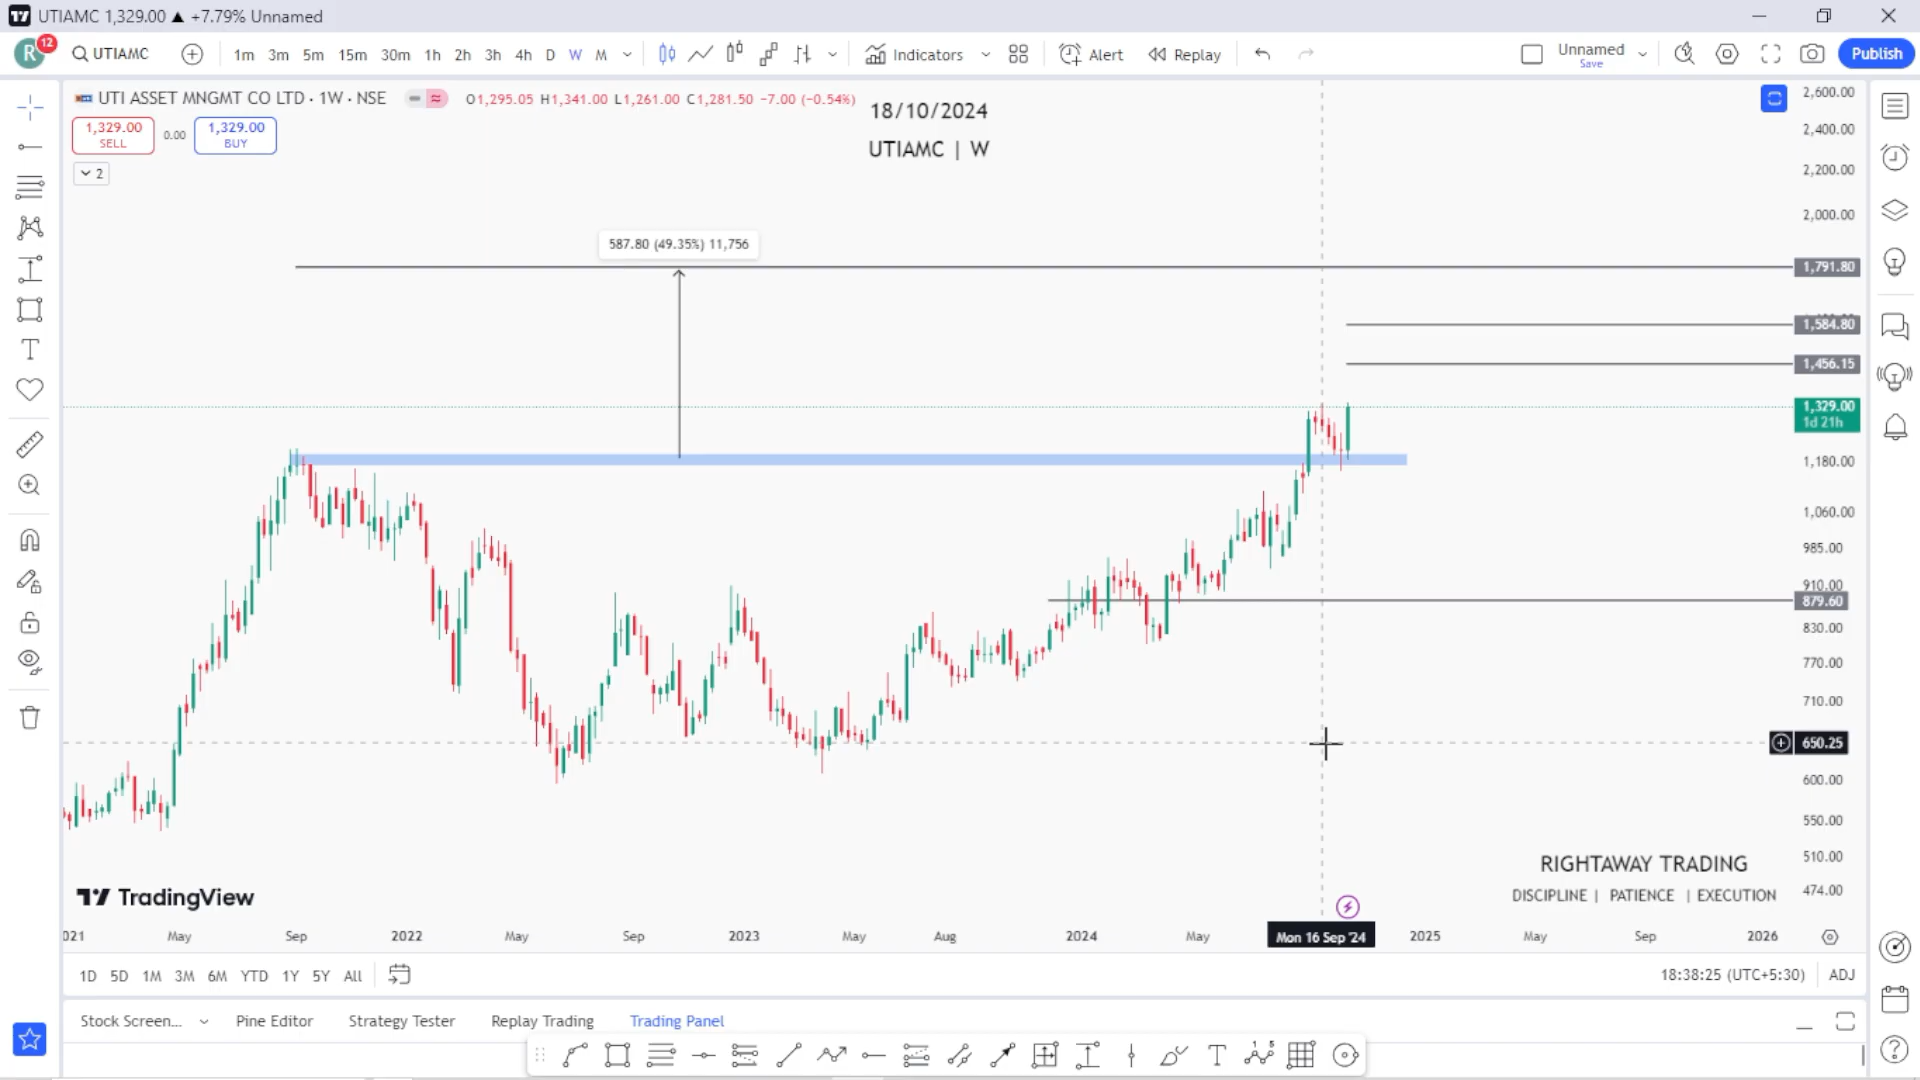 UTIAMC 1,329.00 ▲ +7.79% Unnamed
R 12 UTIAMC 1m 3m 5m 15m 30m 1h 2h 3h 4h D W M Indicators Alert Replay Unnamed Save Publish
UTI ASSET MNGMT CO LTD · 1W · NSE O1,295.05 H1,341.00 L1,261.00 C1,281.50 −7.00 (−0.54%)
1,329.00 SELL 0.00 1,329.00 BUY
2
18/10/2024
UTIAMC | W
587.80 (49.35%) 11,756
2,600.00
2,400.00
2,200.00
2,000.00
1,791.80
1,584.80
1,456.15
1,329.00
1d 21h
1,180.00
1,060.00
985.00
910.00
879.60
830.00
770.00
710.00
650.25
600.00
550.00
510.00
474.00
RIGHTAWAY TRADING
DISCIPLINE | PATIENCE | EXECUTION
TradingView
021 May Sep 2022 May Sep 2023 May Aug 2024 May Mon 16 Sep '24 2025 May Sep 2026
1D 5D 1M 3M 6M YTD 1Y 5Y All 18:38:25 (UTC+5:30) ADJ
Stock Screen... Pine Editor Strategy Tester Replay Trading Trading Panel